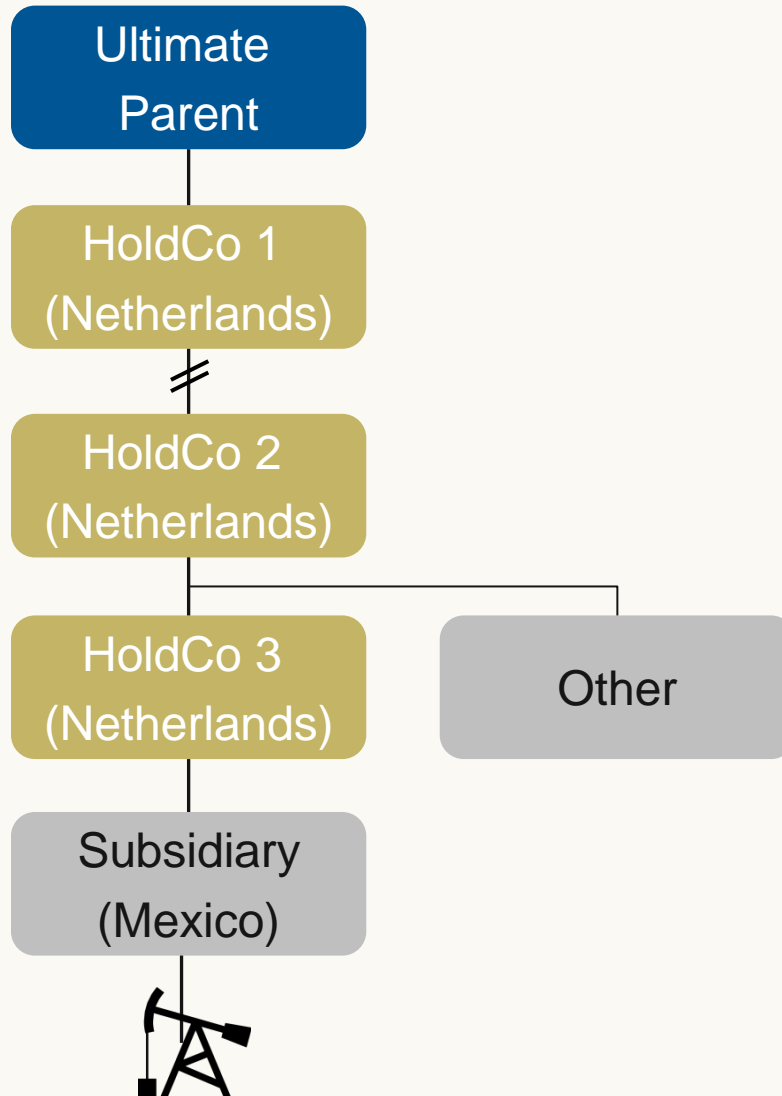 Ultimate
Parent
HoldCo 1
(Netherlands)
HoldCo 2
(Netherlands)
HoldCo 3
(Netherlands)
Other
Subsidiary
(Mexico)